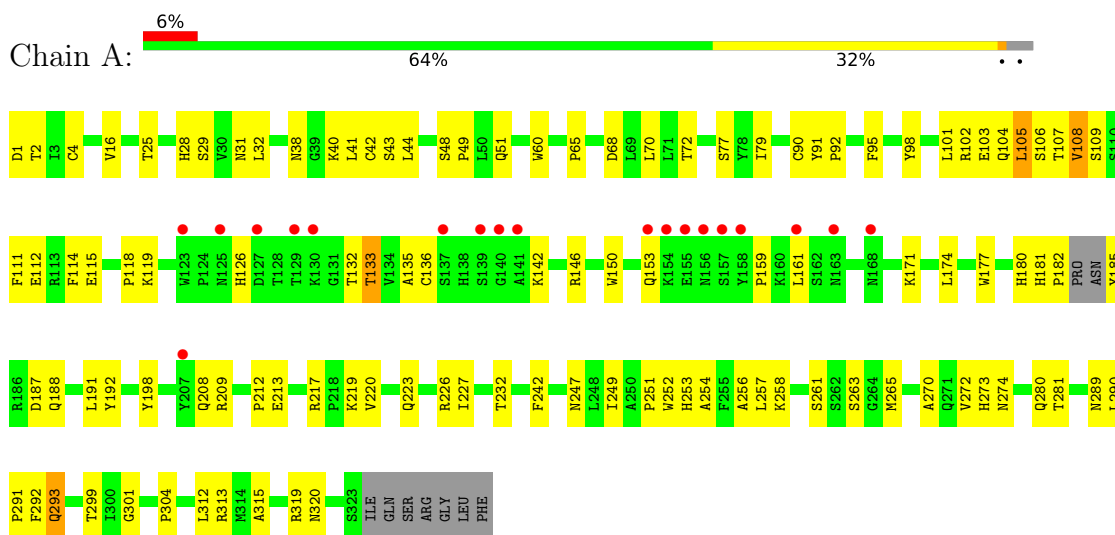 6%
Chain A:
64% 32% • •
D1 T2 I3 C4 V16 T25 H28 S29 V30 N31 L32 N38 G39 K40 L41 C42 S43 L44 S48 P49 L50 Q51 W60 P65 D68 L69 L70 L71 T72 S77 Y78 I79 C90 Y91 P92 F95 Y98 L101 R102 E103 Q104 L105 S106 T107 V108 S109 S110
F111 E112 R113 F114 E115 P118 K119 W123 P124 N125 H126 D127 T128 T129 K130 G131 T132 T133 V134 A135 C136 S137 H138 S139 G140 A141 K142 R146 W150 Q153 K154 E155 N156 S157 Y158 P159 K160 L161 S162 N163 N168 K171 L174 W177 H180 H181 P182 PRO ASN Y185
R186 D187 Q188 L191 Y192 Y198 Y207 Q208 R209 P212 E213 R217 P218 K219 V220 Q223 R226 I227 T232 F242 N247 L248 I249 A250 P251 W252 H253 A254 F255 A256 L257 K258 S261 S262 S263 G264 M265 A270 Q271 V272 H273 N274 Q280 T281 N289 I290
P291 F292 Q293 T299 I300 G301 P304 L312 R313 M314 A315 R319 N320 S323 ILE GLN SER ARG GLY LEU PHE